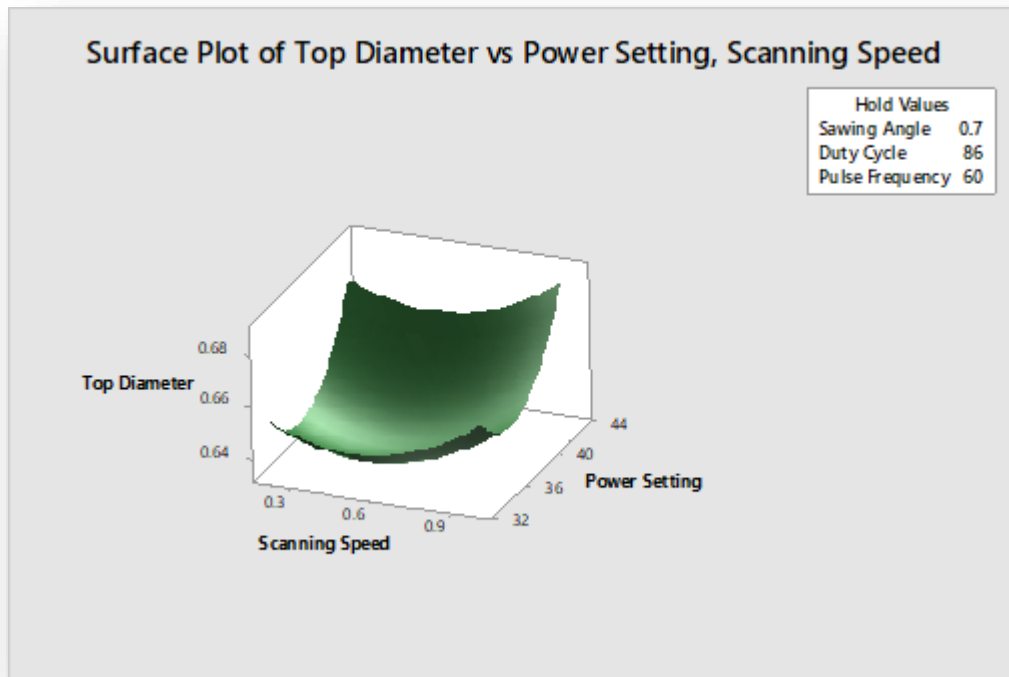 Surface Plot of Top Diameter vs Power Setting, Scanning Speed
Hold Values
Sawing Angle 0.7
Duty Cycle 86
Pulse Frequency 60
0.68
Top Diameter
0.66
0.64
0.3
0.6
0.9
Scanning Speed
32
36
40
44
Power Setting